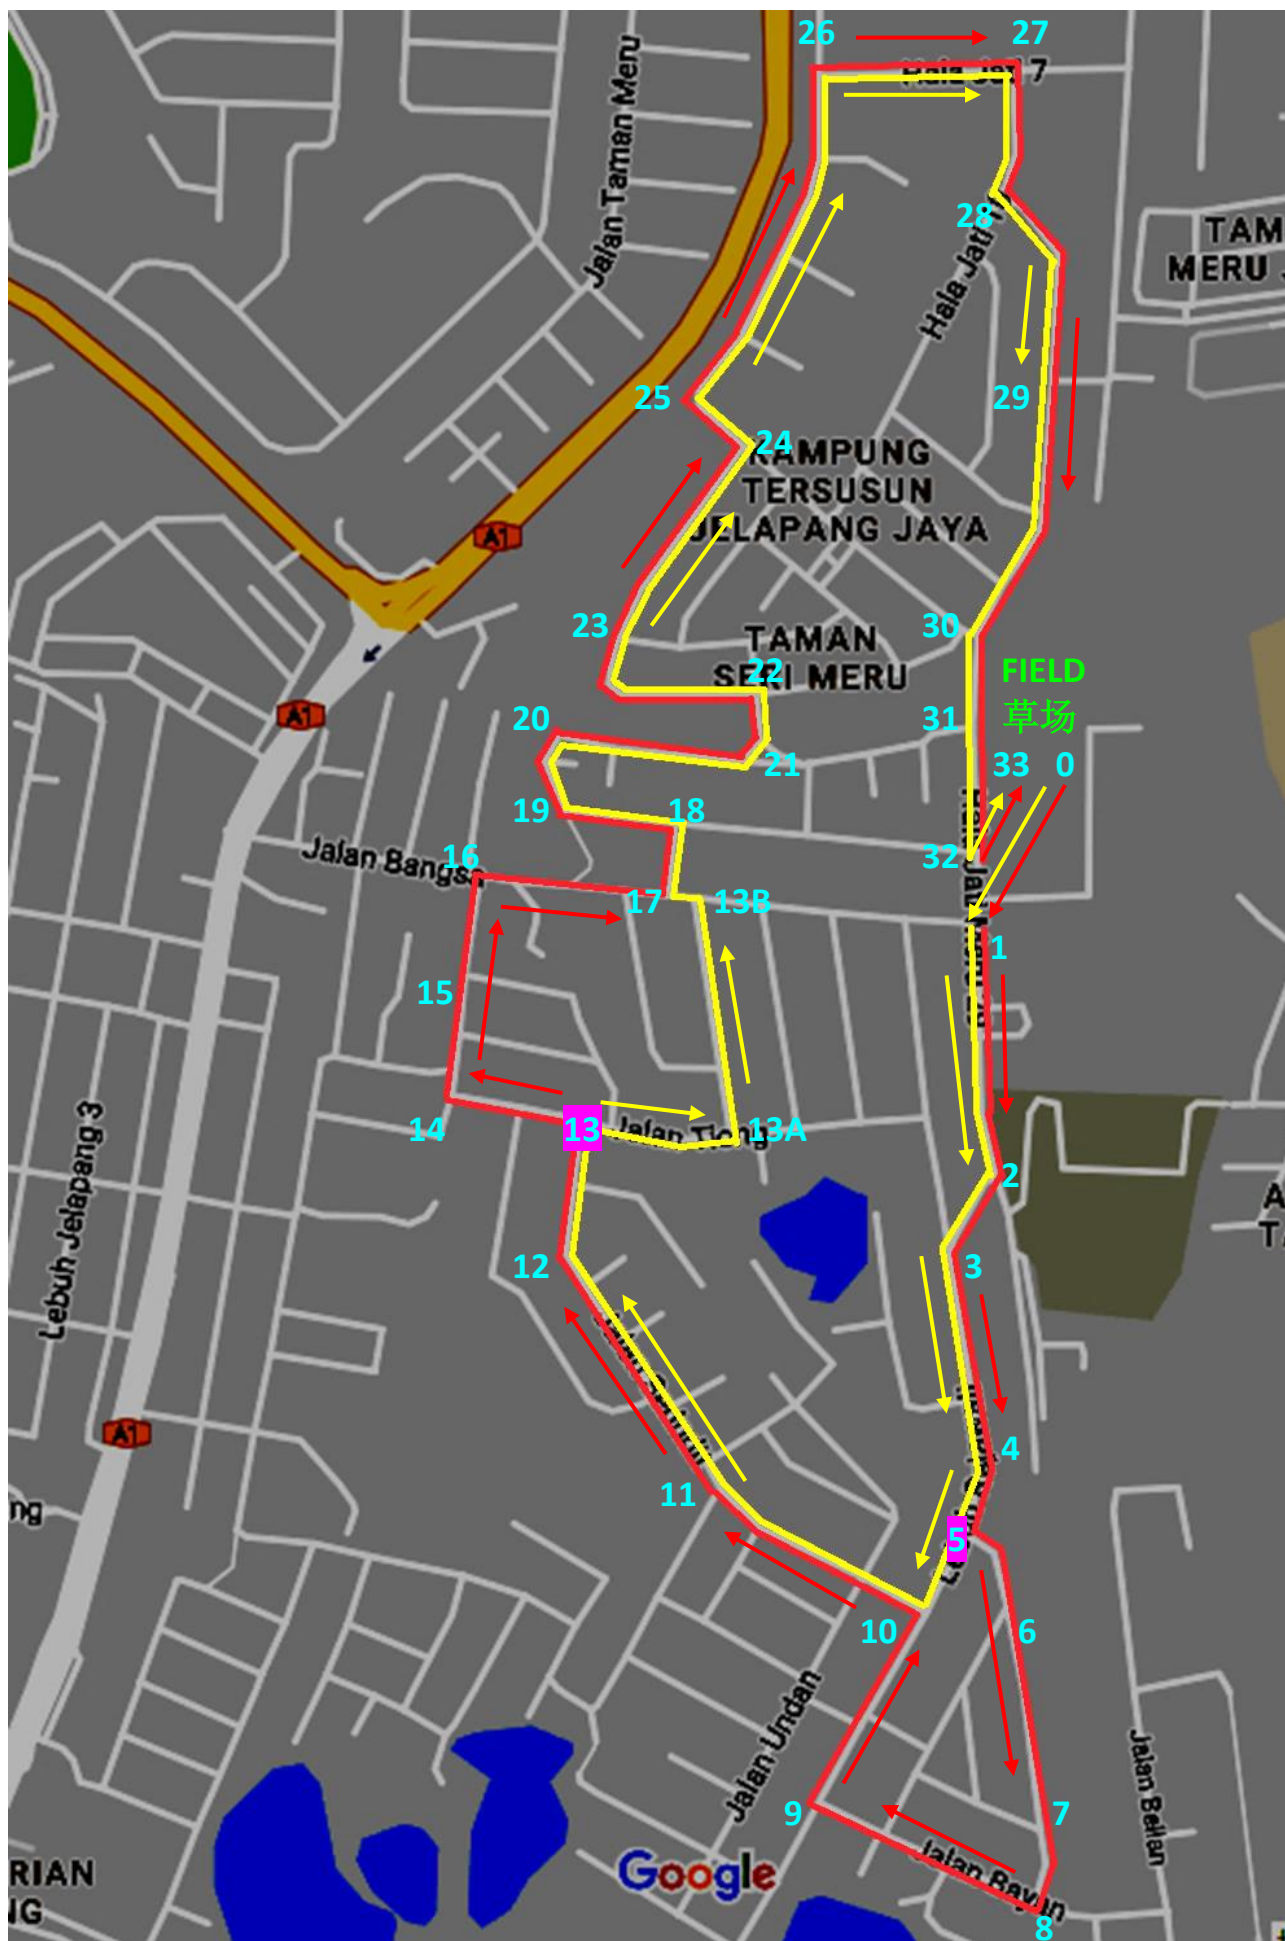 26
27
Hala Jati 7
Jalan Taman Meru
28
TAM
MERU J
Hala Jati
25
29
24
KAMPUNG
TERSUSUN
JELAPANG JAYA
A1
23
30
TAMAN
SERI MERU
22
FIELD
草场
A1
20
31
21
33
0
19
18
32
Jalan Bangsa
16
17
13B
1
15
14
13
Jalan Tiong
13A
2
Lebuh Jelapang 3
12
3
A1
4
11
5
ng
10
6
Jalan Undan
9
7
Jalan Bellan
Jalan Bayan
8
Google
RIAN
NG